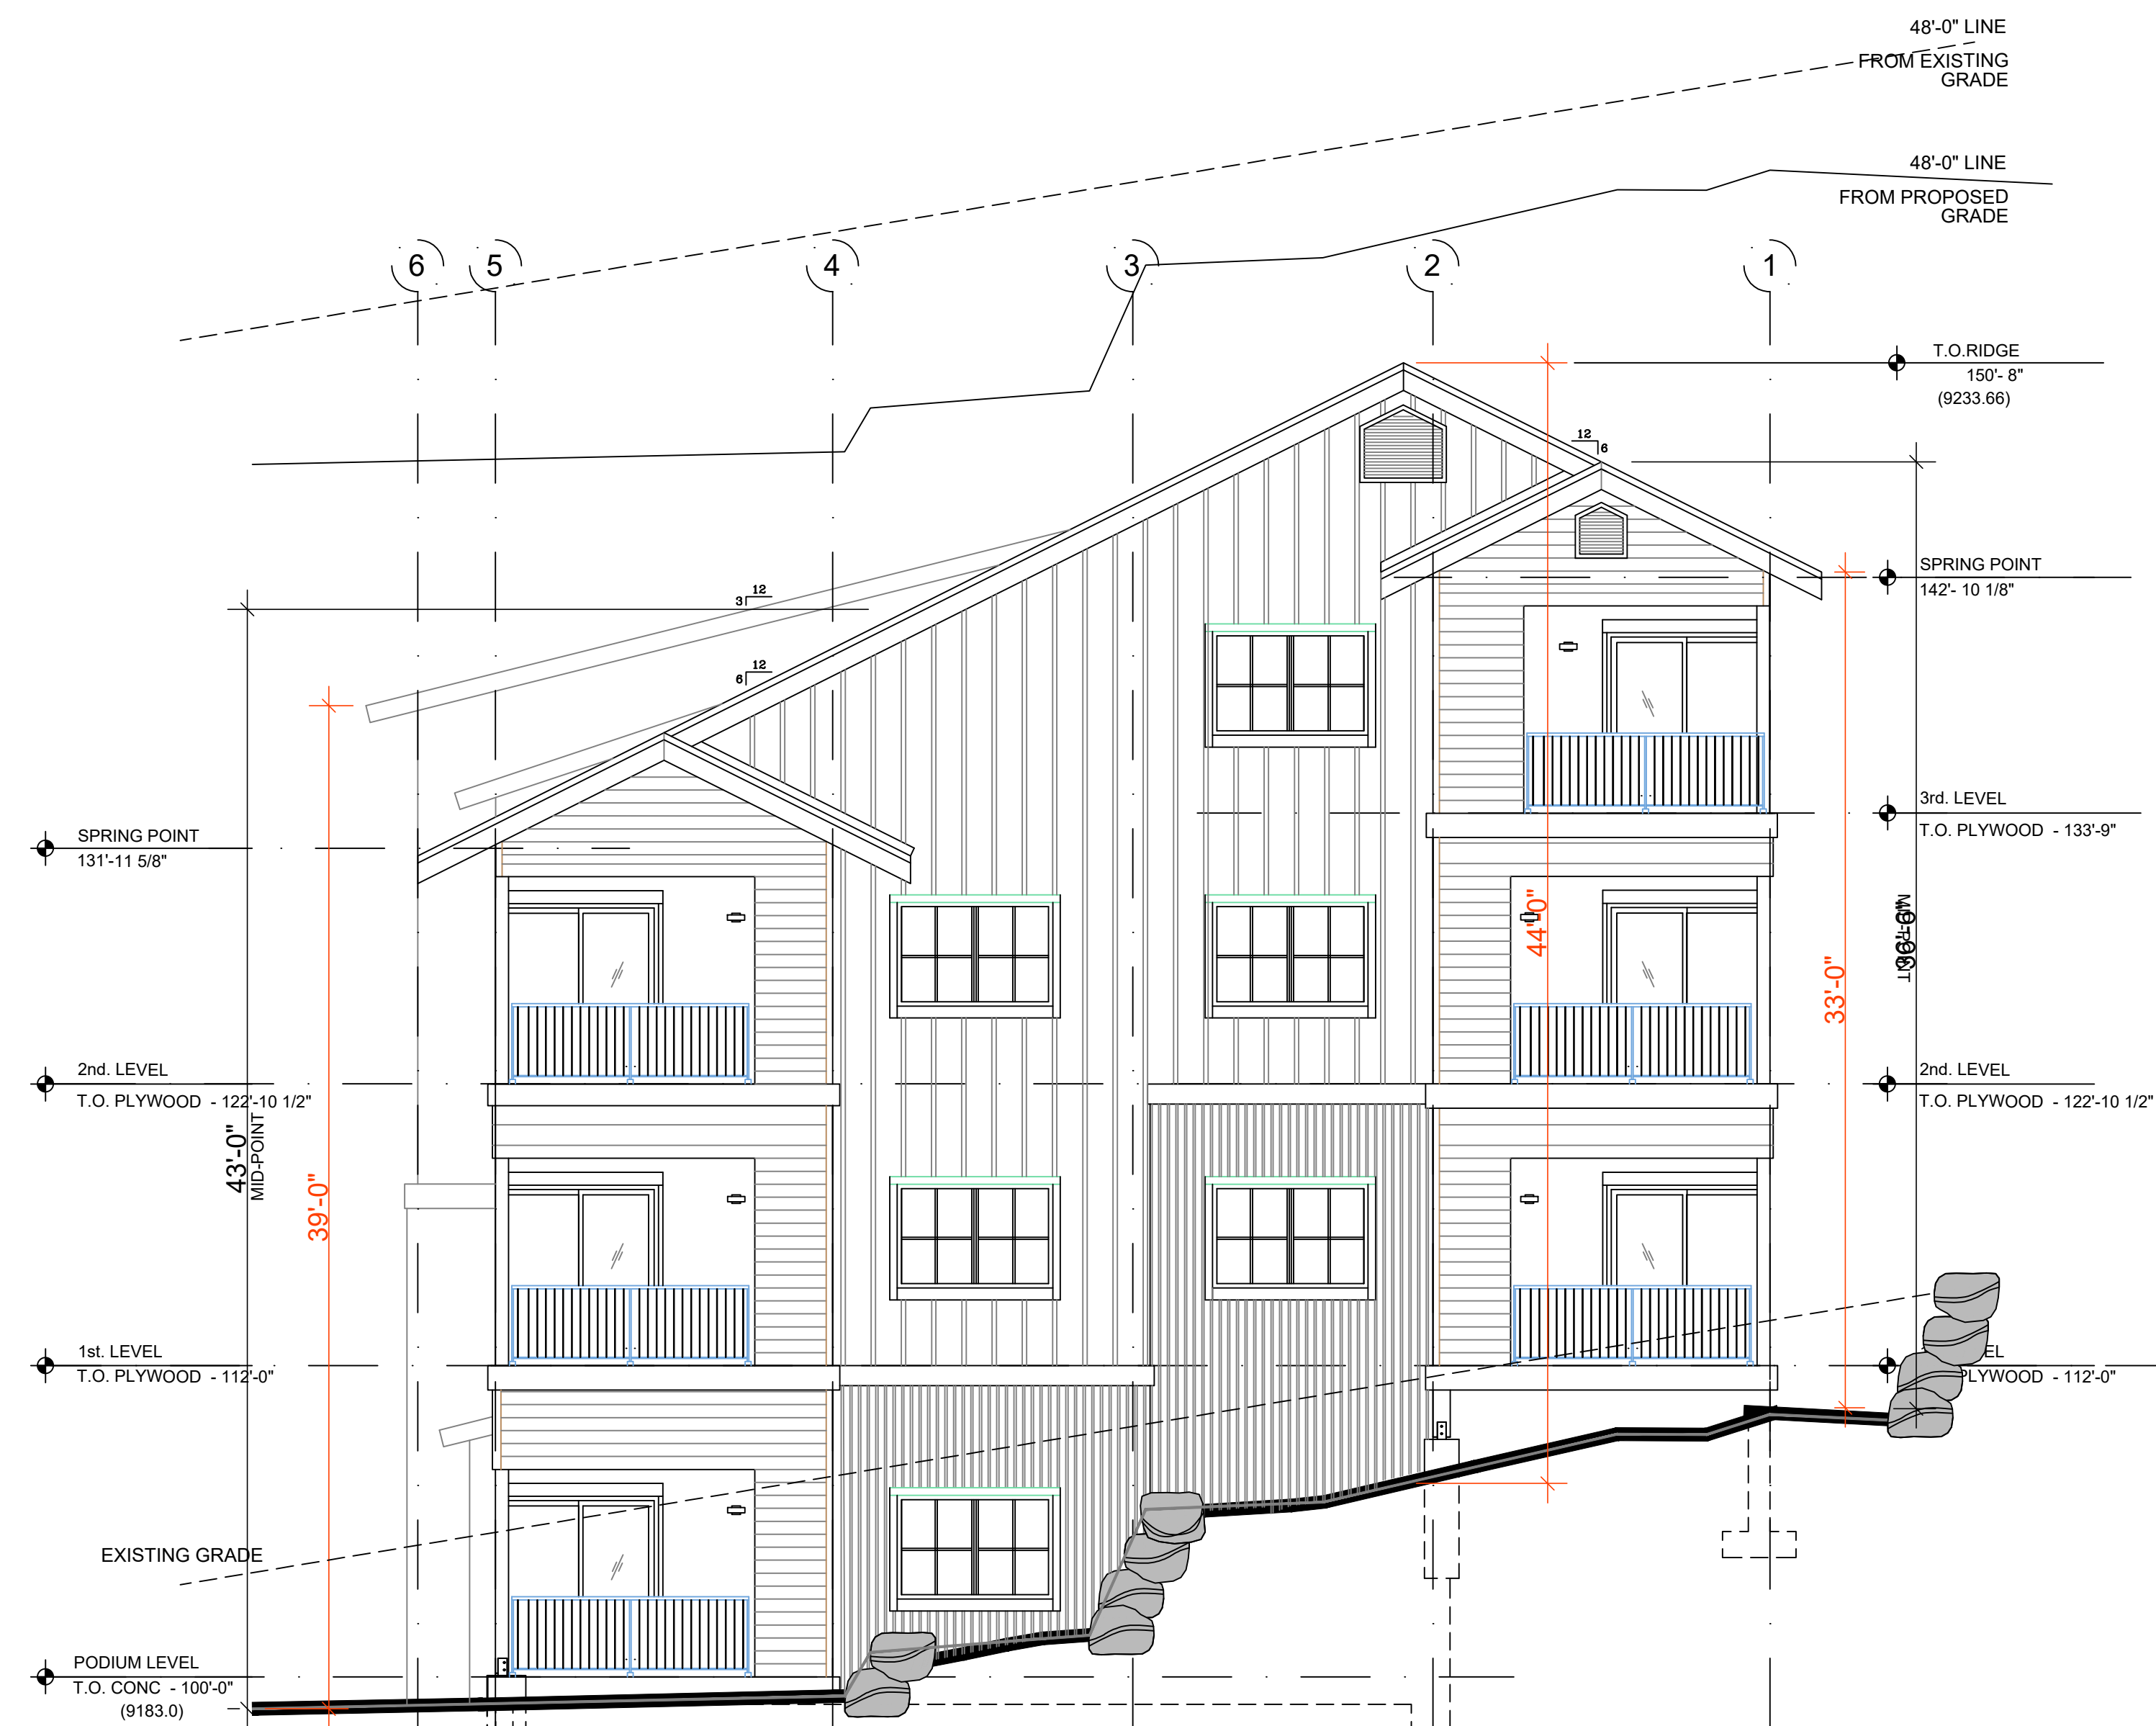 48'-0" LINE
FROM EXISTING
GRADE
48'-0" LINE
FROM PROPOSED
GRADE
6
5
4
3
2
1
T.O.RIDGE
150'- 8"
(9233.66)
12
6
SPRING POINT
142'- 10 1/8"
12
3
12
6
3rd. LEVEL
T.O. PLYWOOD - 133'-9"
SPRING POINT
131'-11 5/8"
44'-0"
MID-POINT
33'-0"
2nd. LEVEL
T.O. PLYWOOD - 122'-10 1/2"
2nd. LEVEL
T.O. PLYWOOD - 122'-10 1/2"
43'-0"
MID-POINT
39'-0"
1st. LEVEL
T.O. PLYWOOD - 112'-0"
EL
PLYWOOD - 112'-0"
EXISTING GRADE
PODIUM LEVEL
T.O. CONC - 100'-0"
(9183.0)